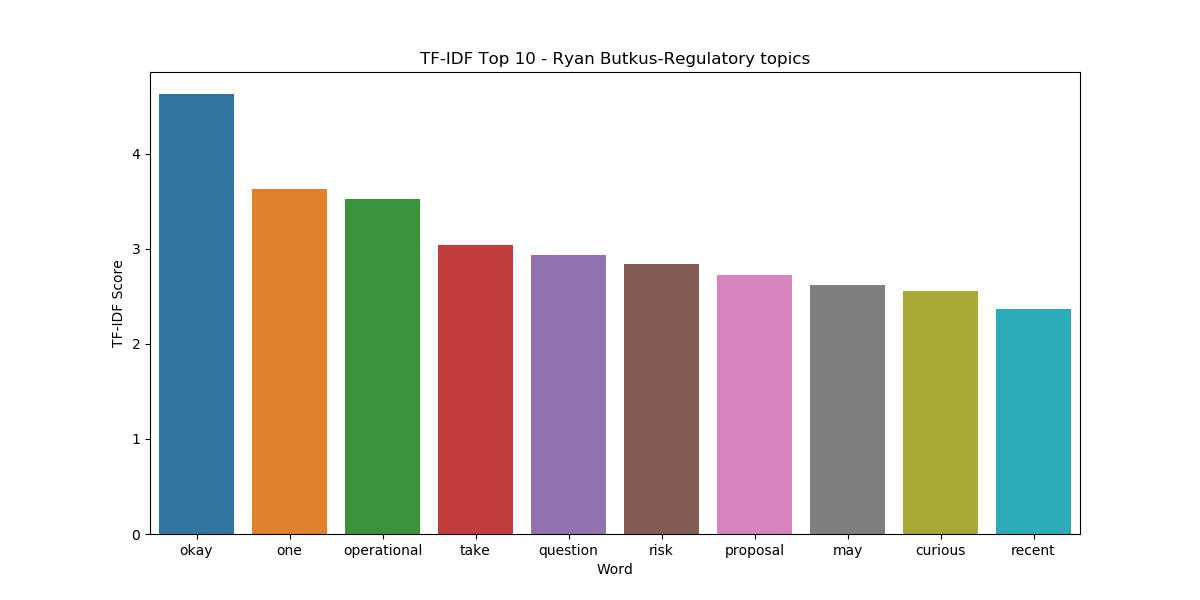 TF-IDF Top 10 - Ryan Butkus-Regulatory topics
TF-IDF Score
4
3
2
1
0
okay one operational take question risk proposal may curious recent
Word